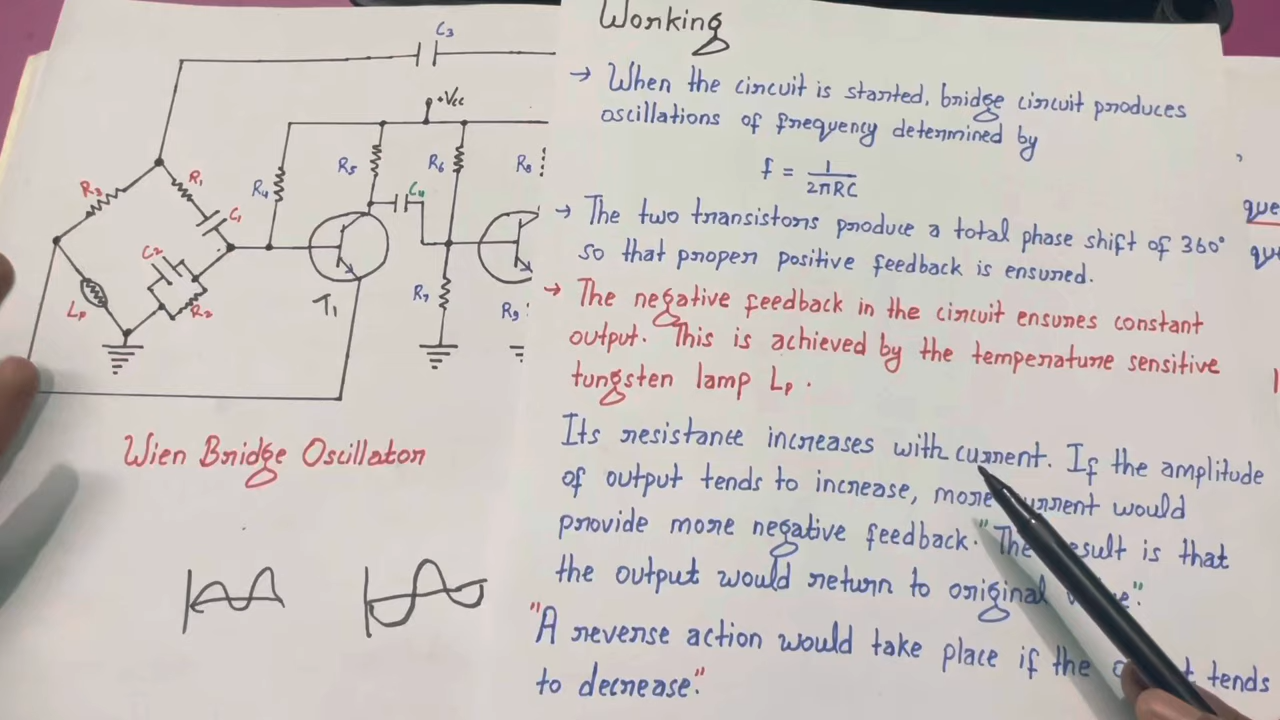 Working
→ When the circuit is started, bridge circuit produces
oscillations of frequency determined by
f = 1/2πRC
→ The two transistors produce a total phase shift of 360°
so that proper positive feedback is ensured.
→ The negative feedback in the circuit ensures constant
output. This is achieved by the temperature sensitive
tungsten lamp Lp.
Its resistance increases with current. If the amplitude
of output tends to increase, more current would
provide more negative feedback." The result is that
the output would return to original
"A reverse action would take place if the tends
to decrease."
C3
+Vcc
R3
R1
R4
R5
R6
R8
C4
C1
C2
Lp
R2
T1
R7
R9
Wien Bridge Oscillator
que
qu